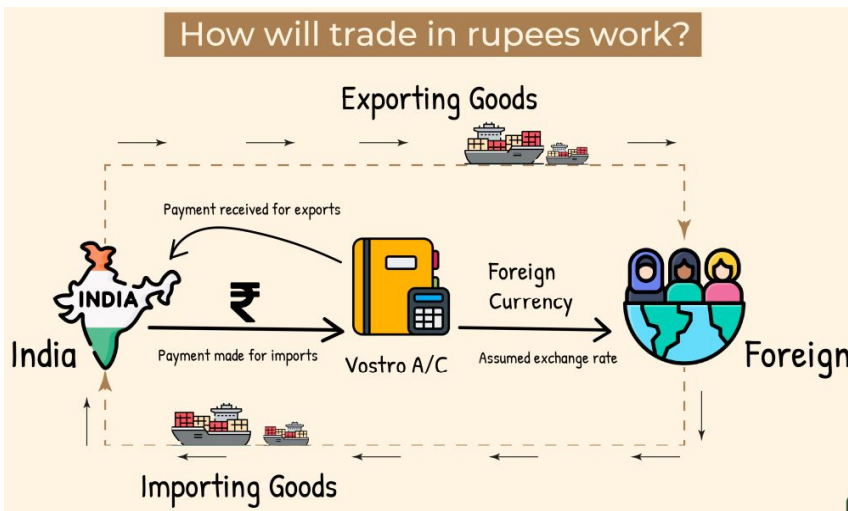 How will trade in rupees work?
Exporting Goods
Payment received for exports
INDIA
₹
Foreign
Currency
India
Payment made for imports
Vostro A/C
Assumed exchange rate
Foreign
Importing Goods